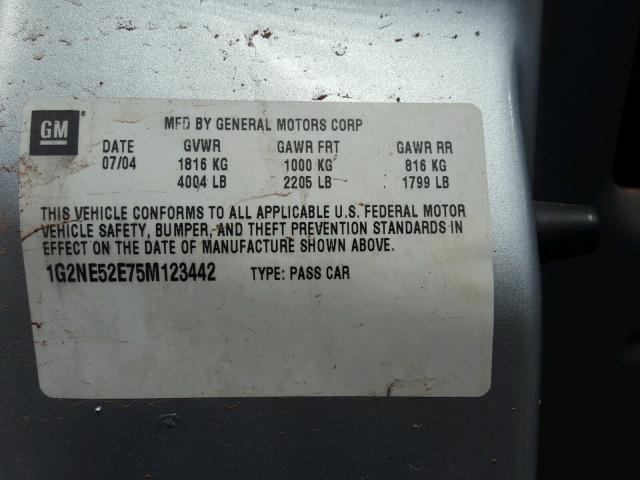 GM
MFD BY GENERAL MOTORS CORP
DATE GVWR GAWR FRT GAWR RR
07/04 1816 KG 1000 KG 816 KG
4004 LB 2205 LB 1799 LB
THIS VEHICLE CONFORMS TO ALL APPLICABLE U.S. FEDERAL MOTOR
VEHICLE SAFETY, BUMPER, AND THEFT PREVENTION STANDARDS IN
EFFECT ON THE DATE OF MANUFACTURE SHOWN ABOVE.
1G2NE52E75M123442 TYPE: PASS CAR